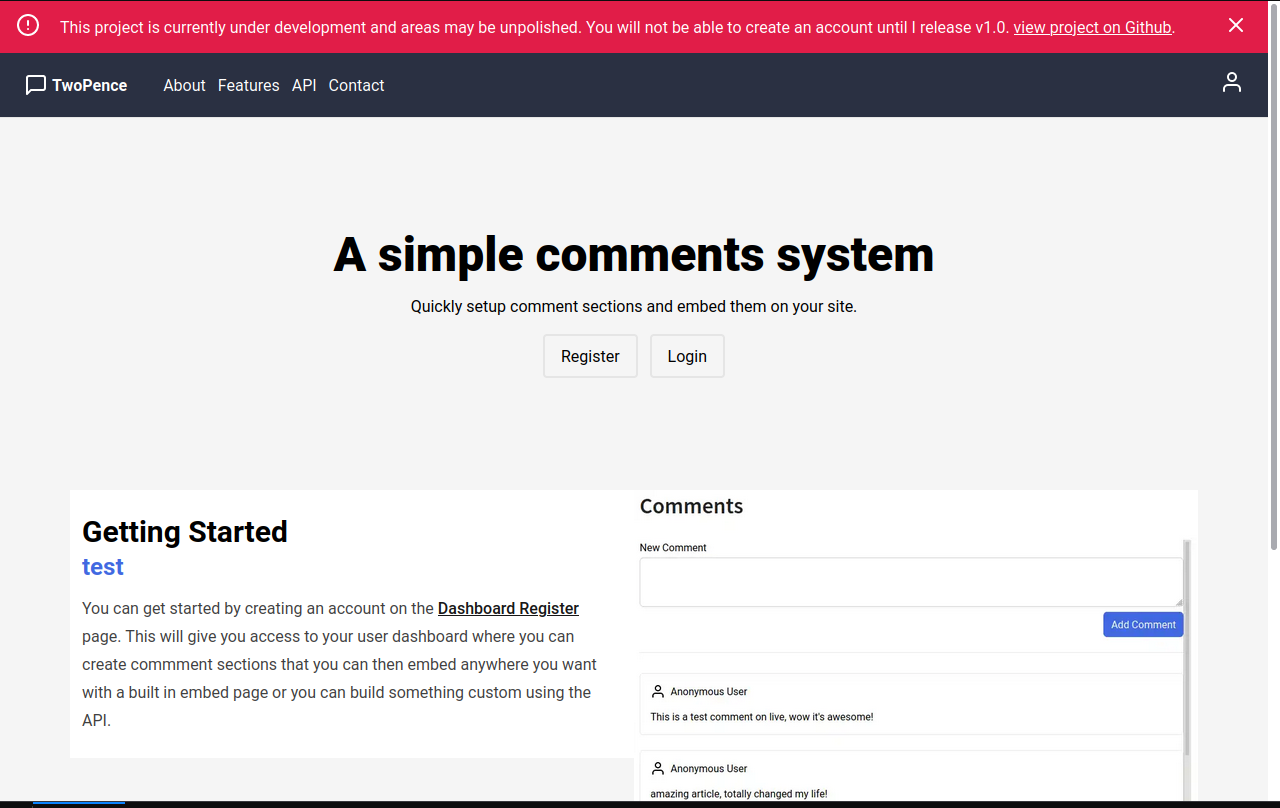 This project is currently under development and areas may be unpolished. You will not be able to create an account until I release v1.0. view project on Github.
TwoPence About Features API Contact
A simple comments system
Quickly setup comment sections and embed them on your site.
Register Login
Getting Started
test
You can get started by creating an account on the Dashboard Register
page. This will give you access to your user dashboard where you can
create commment sections that you can then embed anywhere you want
with a built in embed page or you can build something custom using the
API.
Comments
New Comment
Add Comment
Anonymous User
This is a test comment on live, wow it's awesome!
Anonymous User
amazing article, totally changed my life!